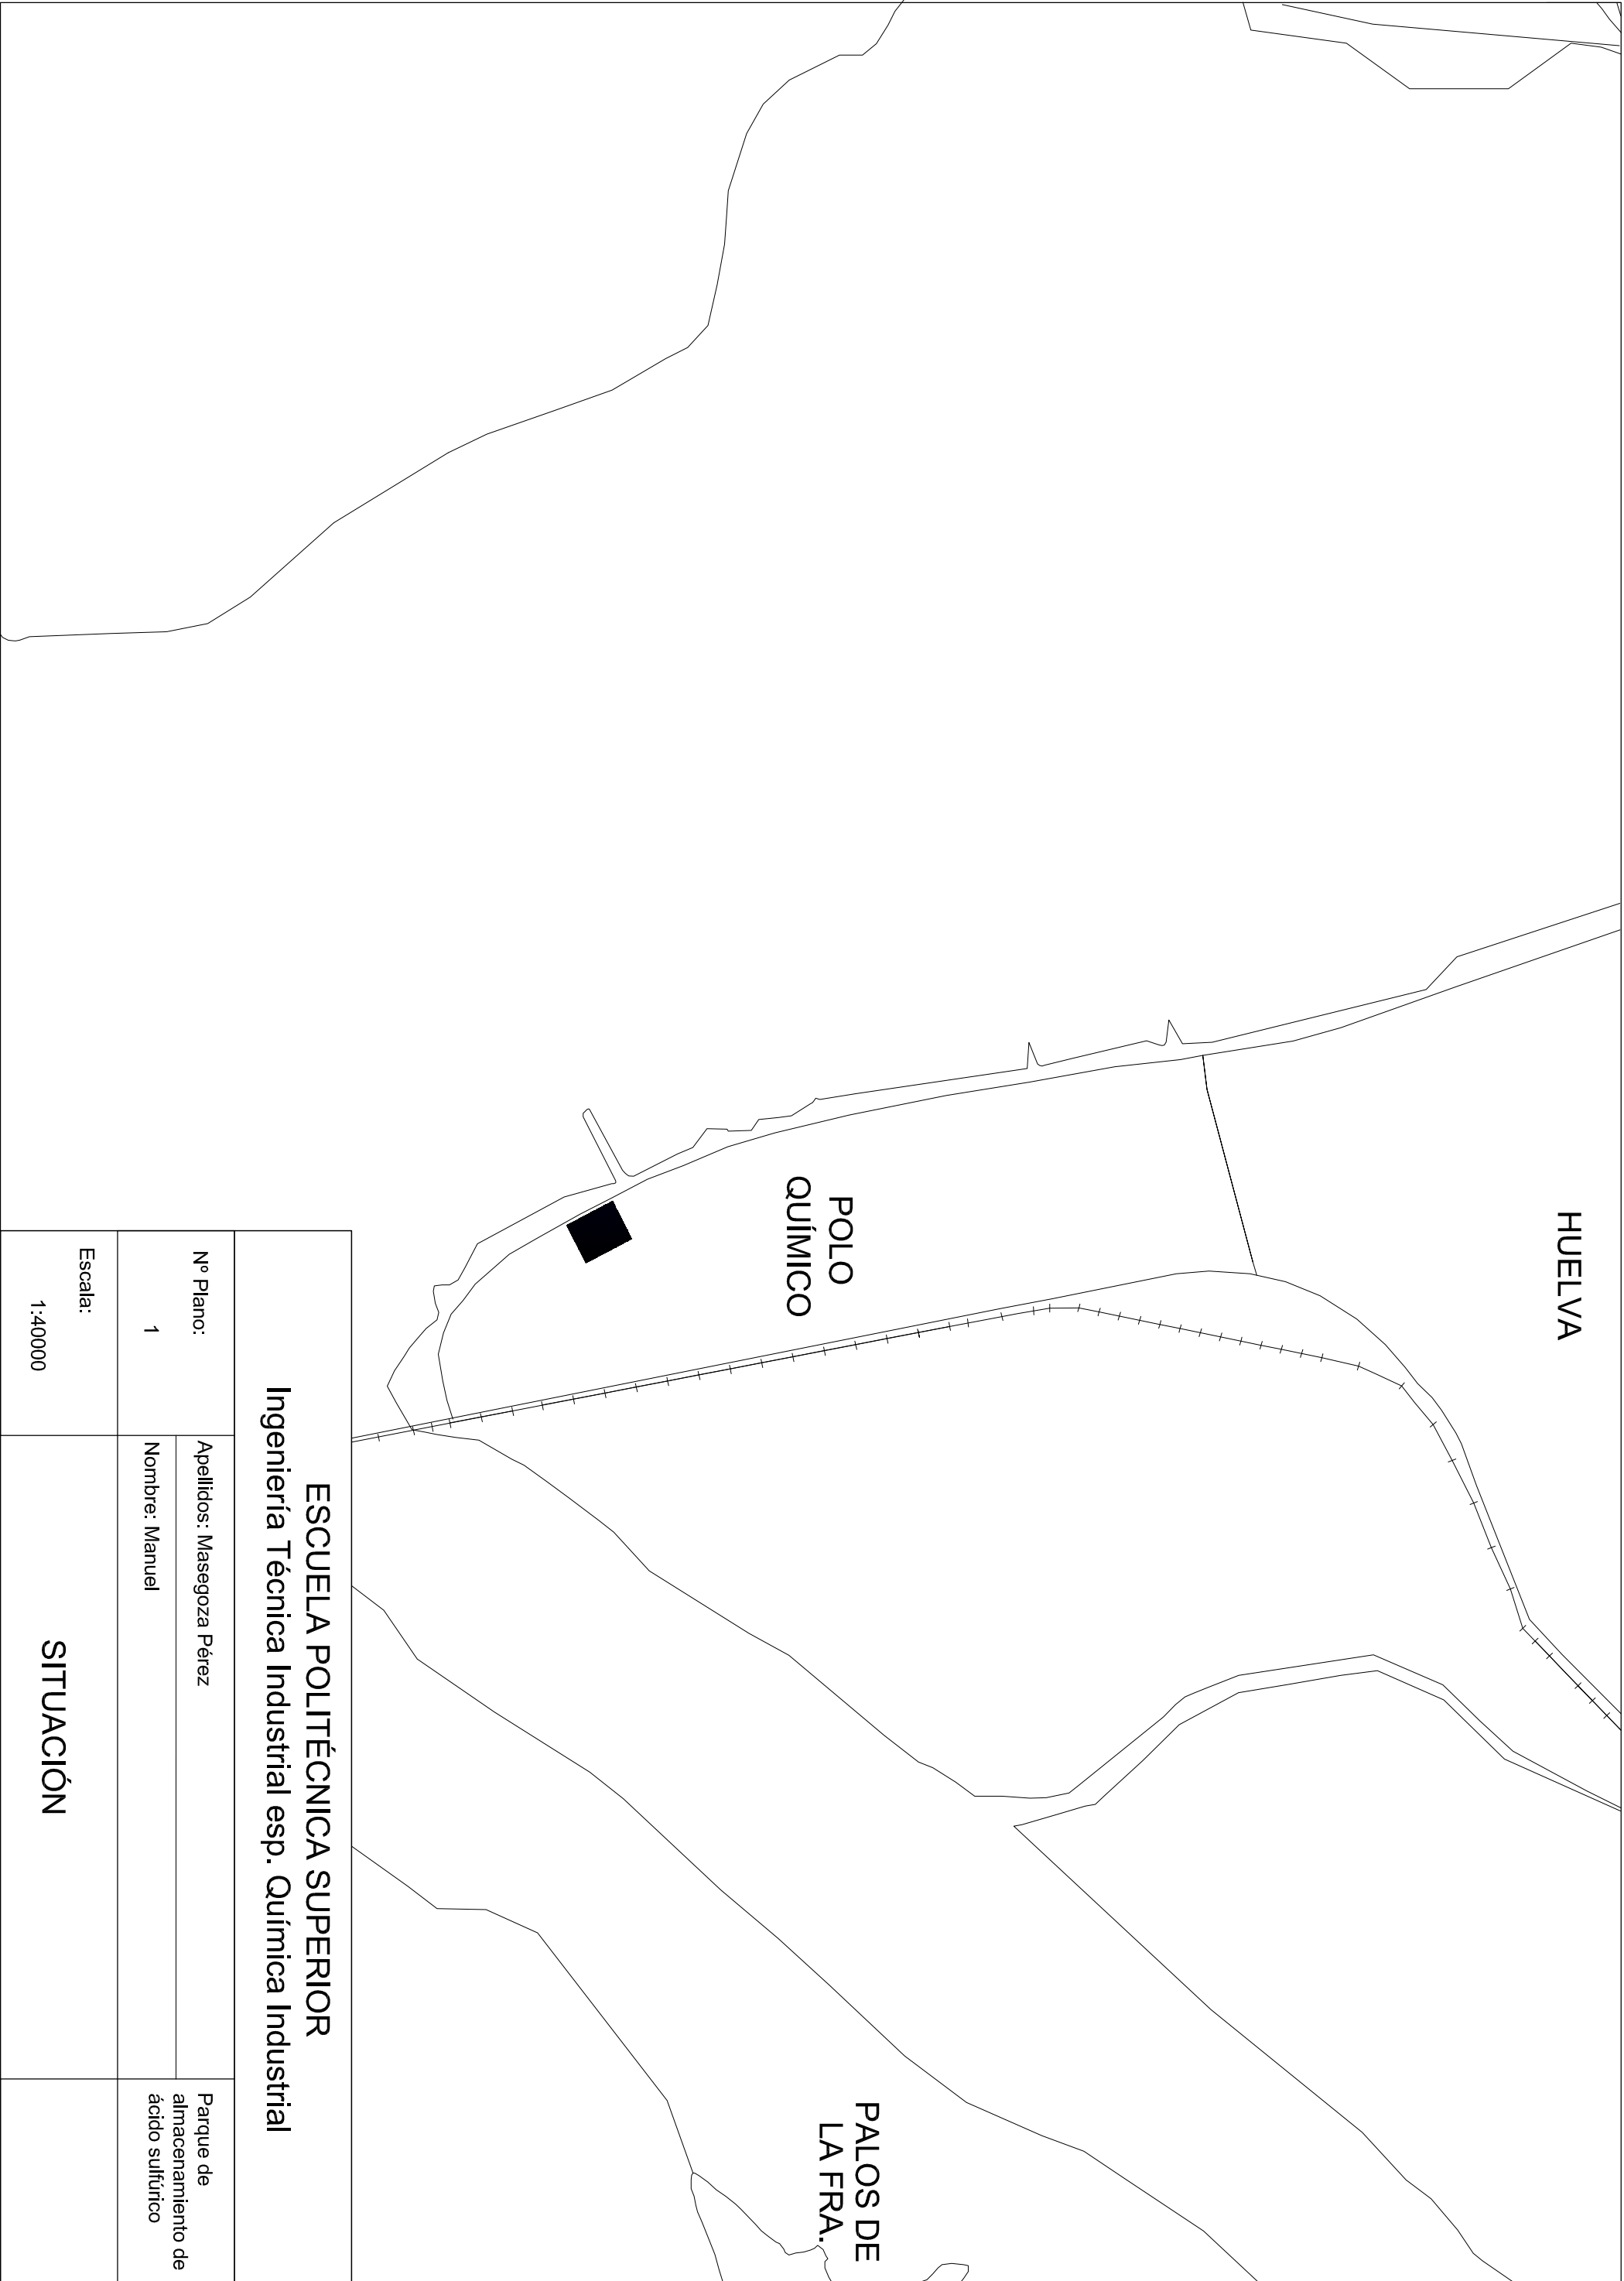 HUELVA
POLO
QUÍMICO
PALOS DE
LA FRA.
ESCUELA POLITÉCNICA SUPERIOR
Ingeniería Técnica Industrial esp. Química Industrial
Nº Plano:
1
Apellidos: Masegoza Pérez
Nombre: Manuel
Parque de
almacenamiento de
ácido sulfúrico
Escala:
1:40000
SITUACIÓN